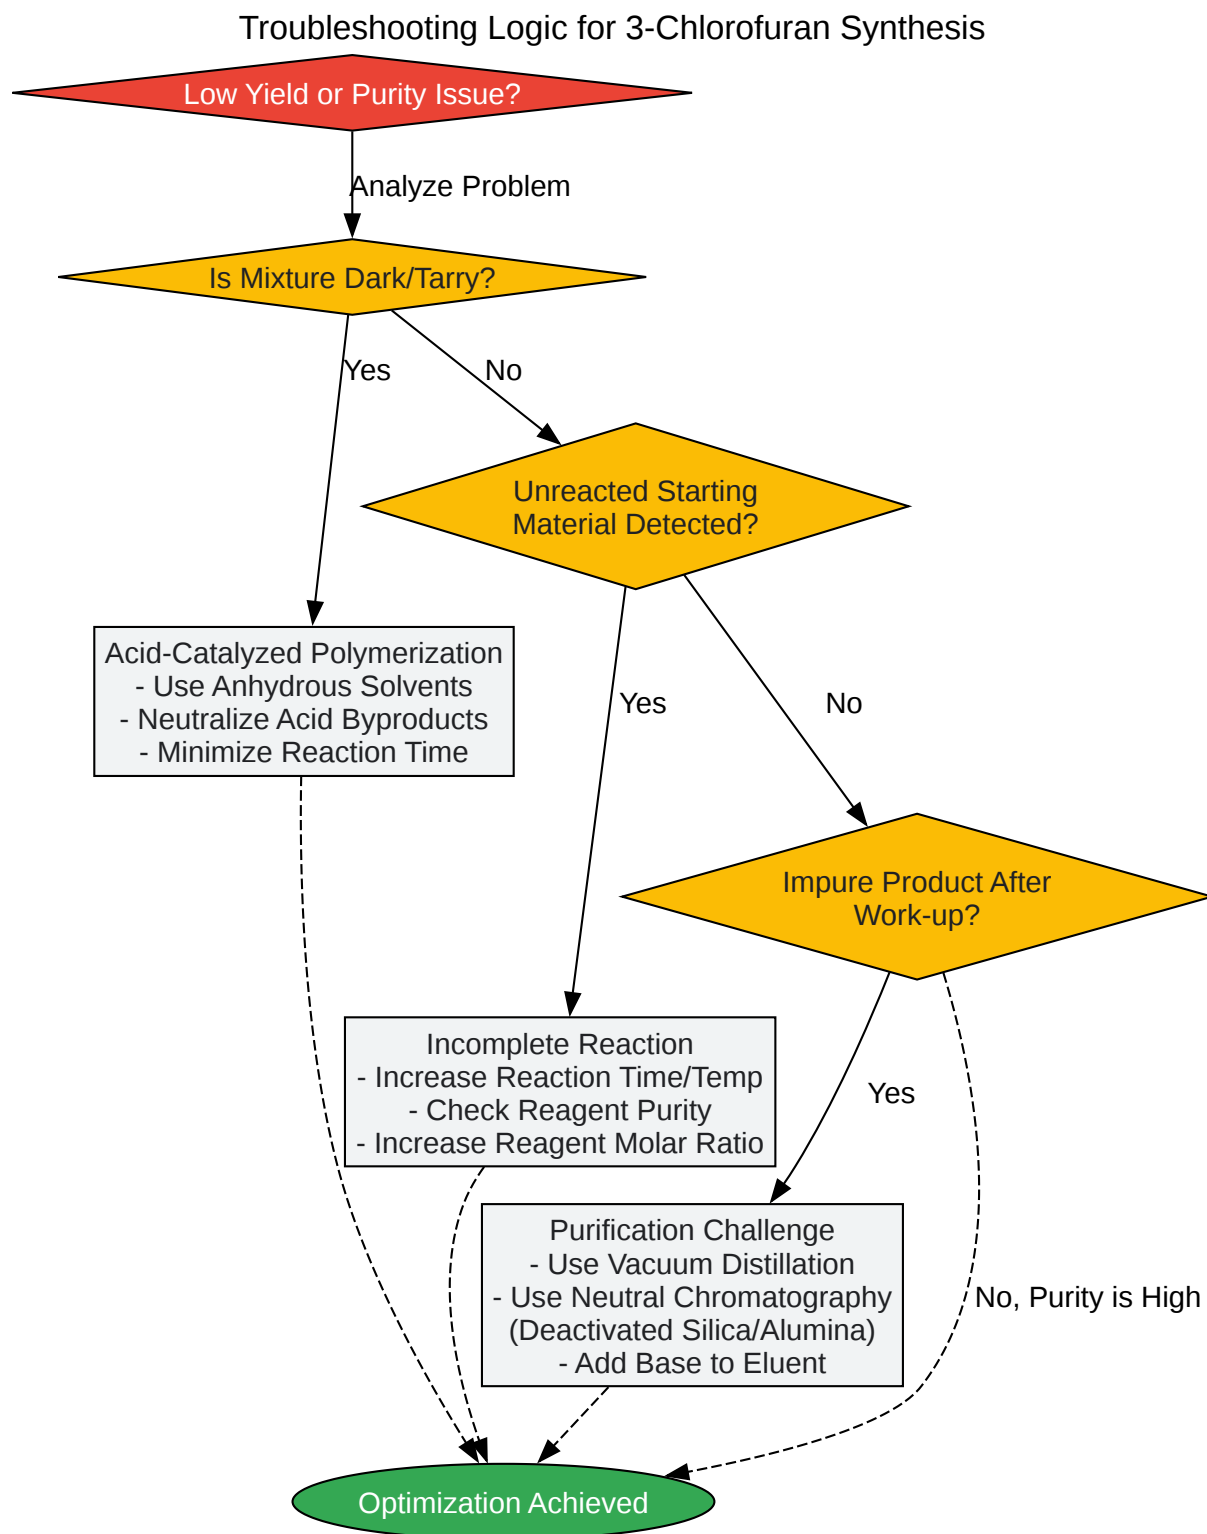 Troubleshooting Logic for 3-Chlorofuran Synthesis
Low Yield or Purity Issue?
Analyze Problem
Is Mixture Dark/Tarry?
Yes
No
Unreacted Starting
Material Detected?
Acid-Catalyzed Polymerization
- Use Anhydrous Solvents
- Neutralize Acid Byproducts
- Minimize Reaction Time
Yes
No
Impure Product After
Work-up?
Incomplete Reaction
- Increase Reaction Time/Temp
- Check Reagent Purity
- Increase Reagent Molar Ratio
Yes
Purification Challenge
- Use Vacuum Distillation
- Use Neutral Chromatography
(Deactivated Silica/Alumina)
- Add Base to Eluent
No, Purity is High
Optimization Achieved